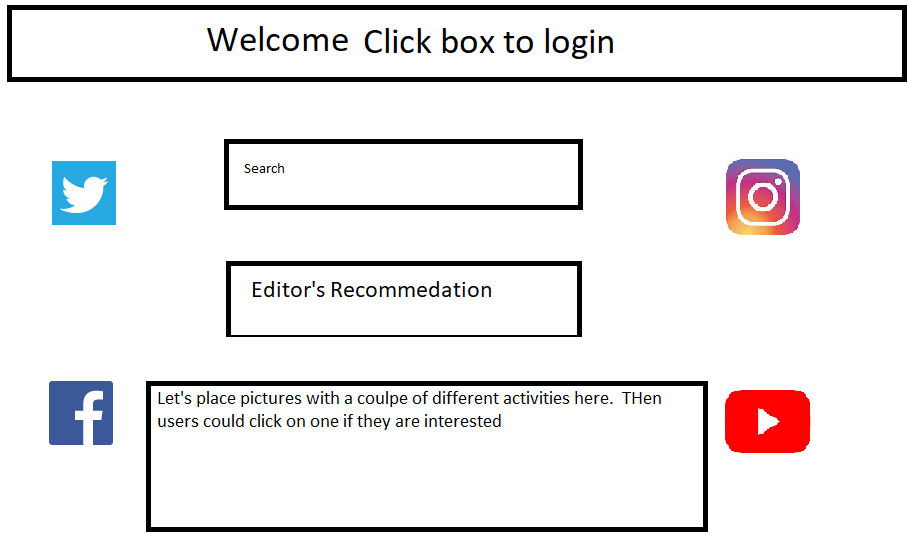 Welcome Click box to login
Search
Editor's Recommedation
Let's place pictures with a coulpe of different activities here. THen
users could click on one if they are interested